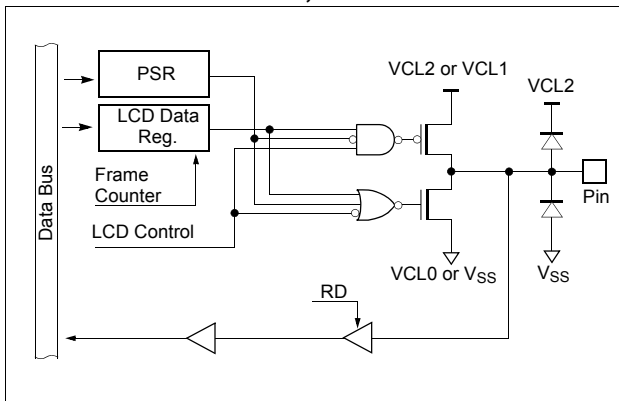 PSR
VCL2 or VCL1
VCL2
LCD Data
Reg.
Frame
Counter
LCD Control
Data Bus
Pin
VCL0 or VSS
VSS
RD